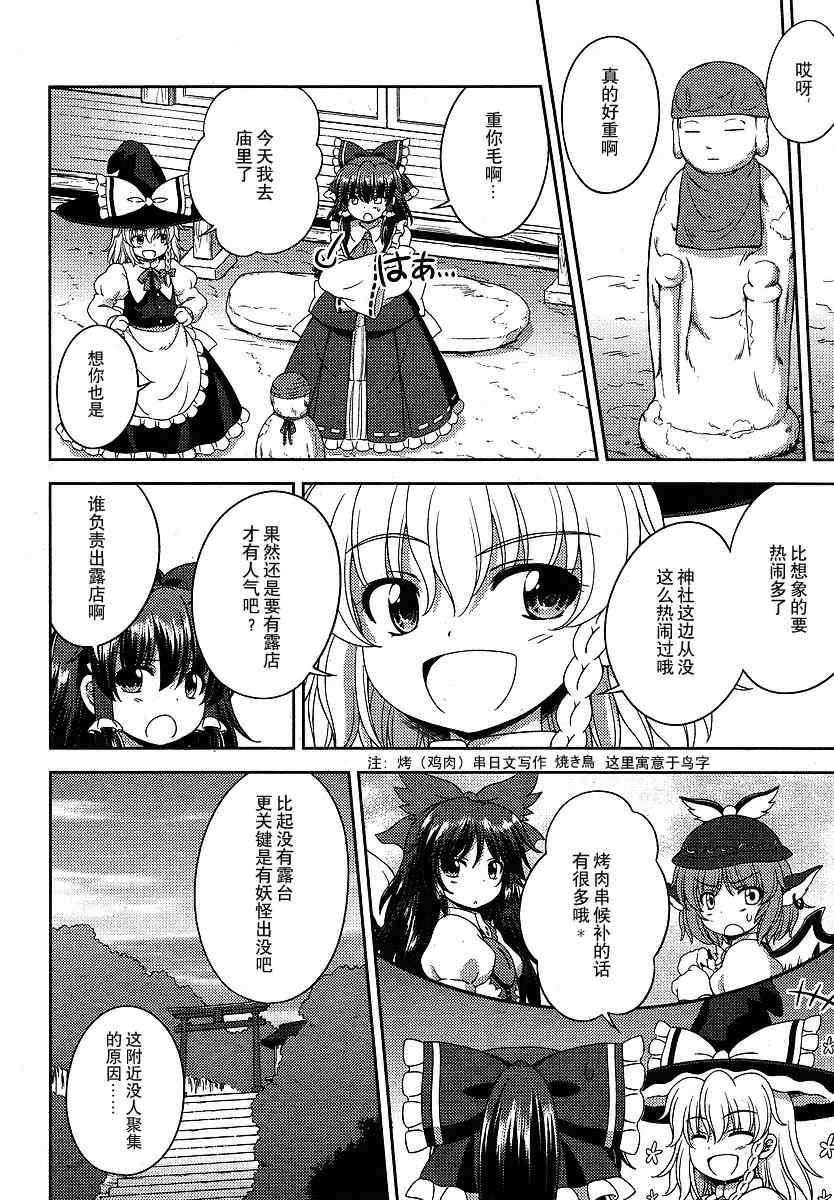 哎呀,
真的好重啊
重你毛啊…
はぁ…
今天我去
庙里了
想你也是
比想象的要
热闹多了
神社这边从没
这么热闹过哦
果然还是要有露店
才有人气吧?
谁负责出露店啊
注: 烤(鸡肉)串日文写作 焼き鳥 这里寓意于鸟字
烤肉串候补的话
有很多哦*
比起没有露台
更关键是有妖怪出没吧
这附近没人聚集
的原因……